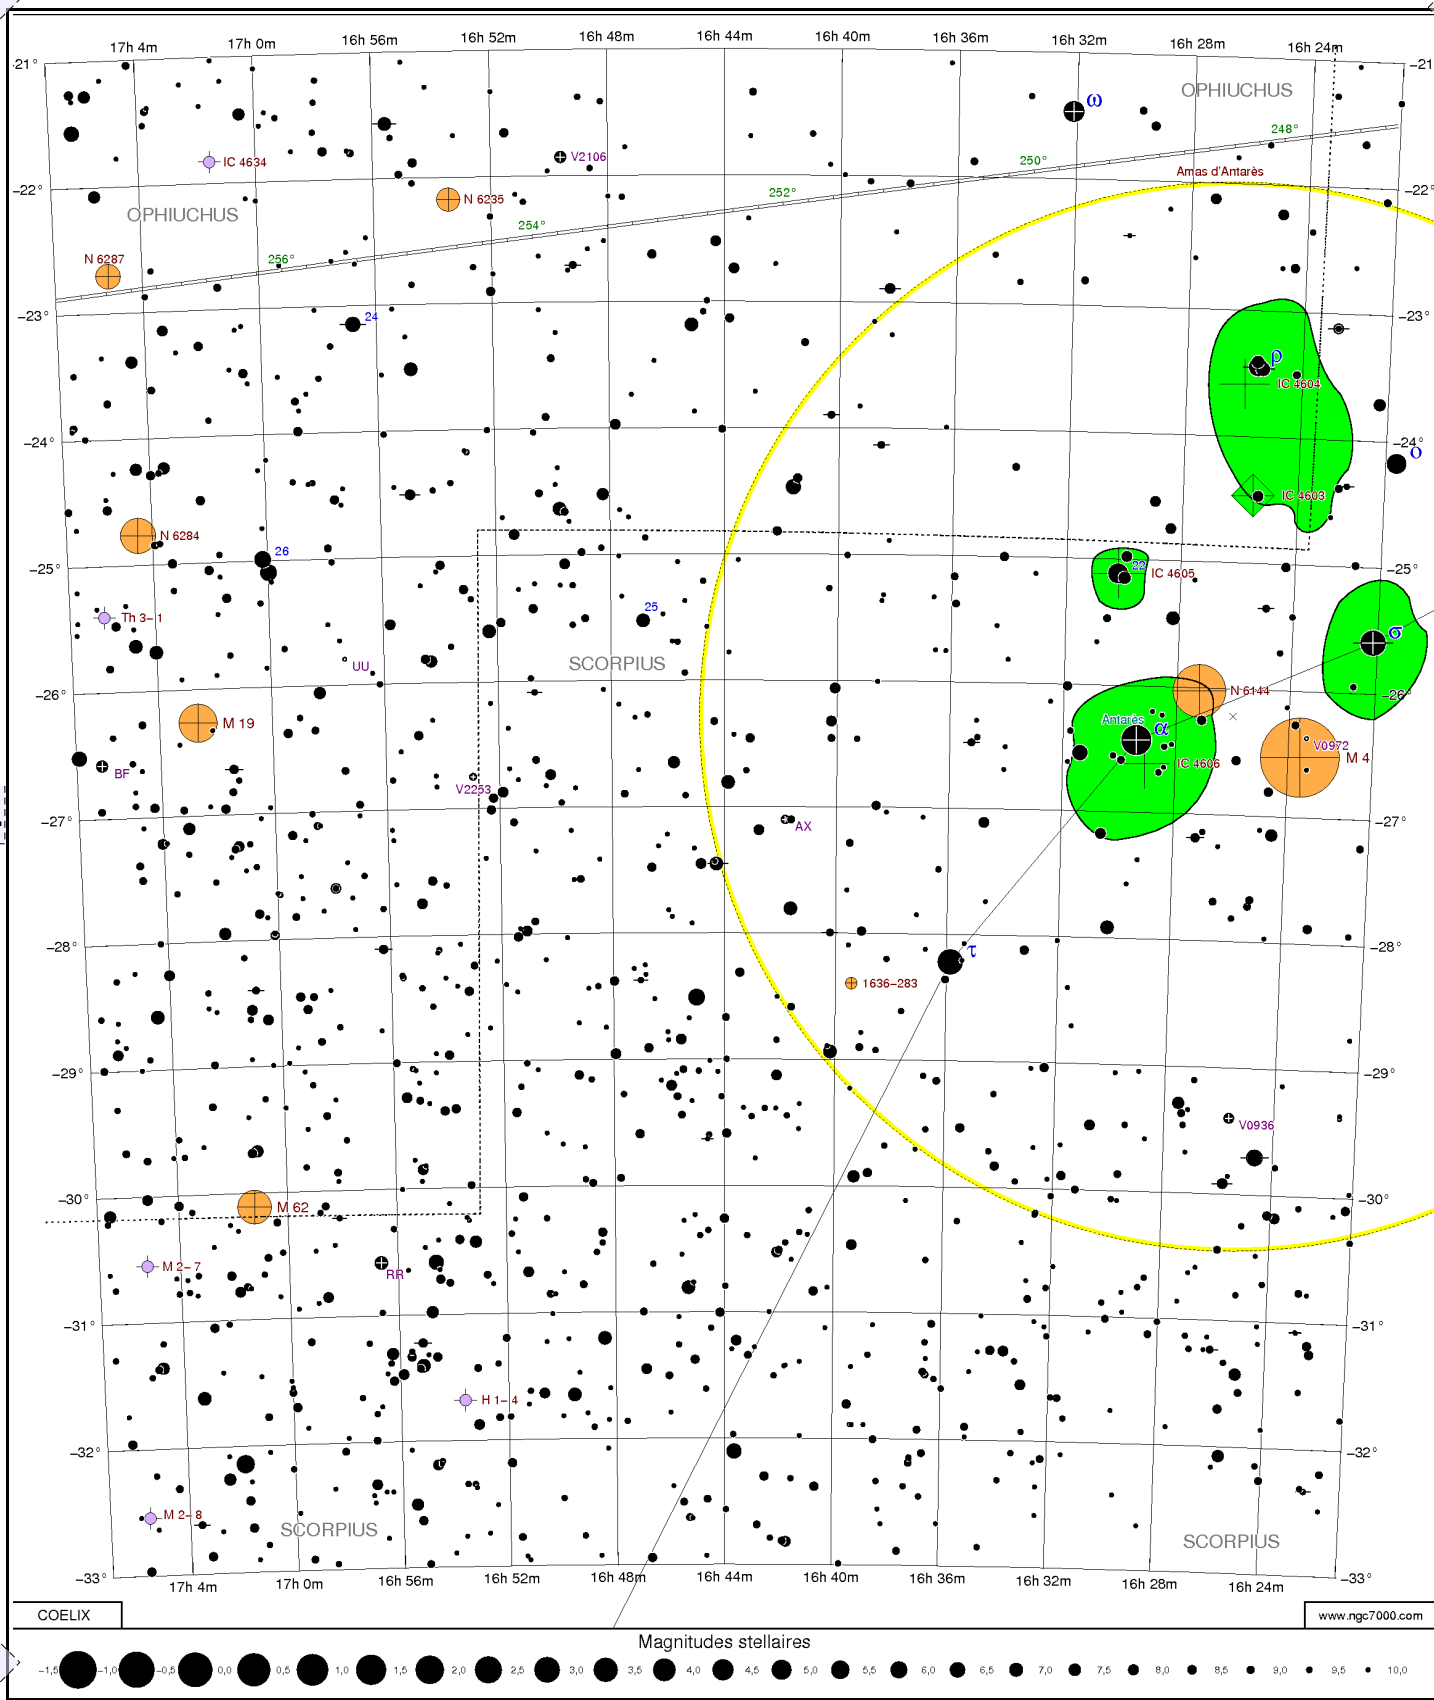 17h 4m 17h 0m 16h 56m 16h 52m 16h 48m 16h 44m 16h 40m 16h 36m 16h 32m 16h 28m 16h 24m
-21° -21
OPHIUCHUS
ω
248°
IC 4634
V2106
250°
Amas d'Antarès
-22° -22°
N 6235
252°
OPHIUCHUS
254°
N 6287
256°
-23° -23°
24
ρ
IC 4604
-24° -24°
ο
IC 4603
N 6284
26
-25° -25°
22
IC 4605
Th 3-1
25
σ
UU
SCORPIUS
-26° -26°
N 6144
M 19
Antarès
α
V0972
M 4
IC 4606
BF
V2253
-27° -27°
AX
-28° -28°
τ
1636-283
-29° -29°
V0936
-30° -30°
M 62
M 2-7
RR
-31° -31°
H 1-4
-32° -32°
M 2-8
SCORPIUS
SCORPIUS
-33° -33°
17h 4m 17h 0m 16h 56m 16h 52m 16h 48m 16h 44m 16h 40m 16h 36m 16h 32m 16h 28m 16h 24m
COELIX
www.ngc7000.com
Magnitudes stellaires
-1,5 -1,0 -0,5 0,0 0,5 1,0 1,5 2,0 2,5 3,0 3,5 4,0 4,5 5,0 5,5 6,0 6,5 7,0 7,5 8,0 8,5 9,0 9,5 10,0